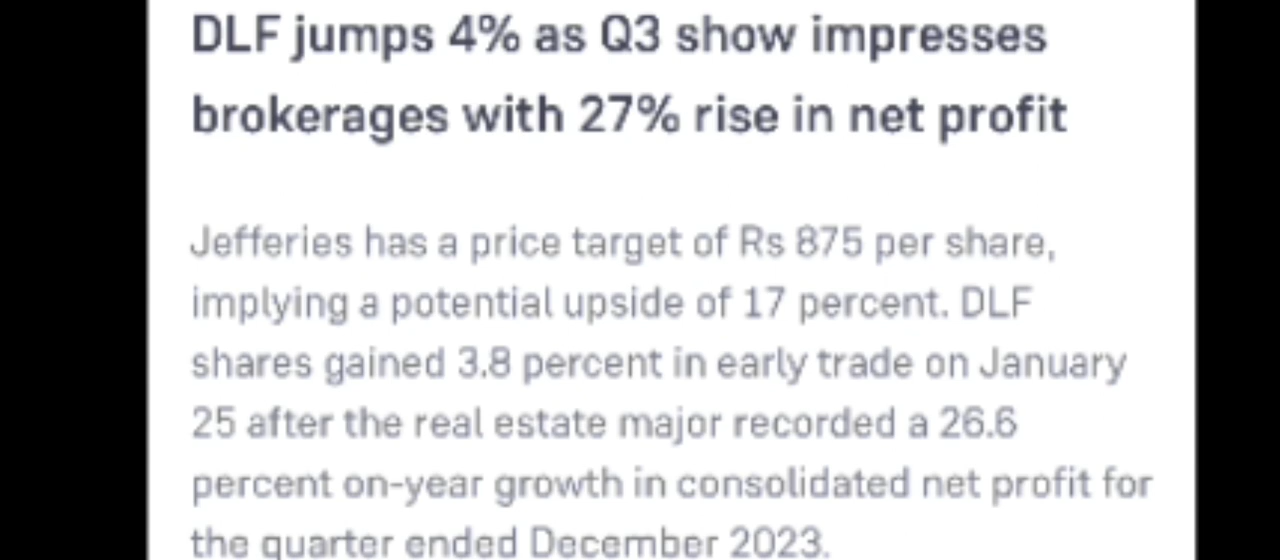 DLF jumps 4% as Q3 show impresses
brokerages with 27% rise in net profit
Jefferies has a price target of Rs 875 per share,
implying a potential upside of 17 percent. DLF
shares gained 3.8 percent in early trade on January
25 after the real estate major recorded a 26.6
percent on-year growth in consolidated net profit for
the quarter ended December 2023.